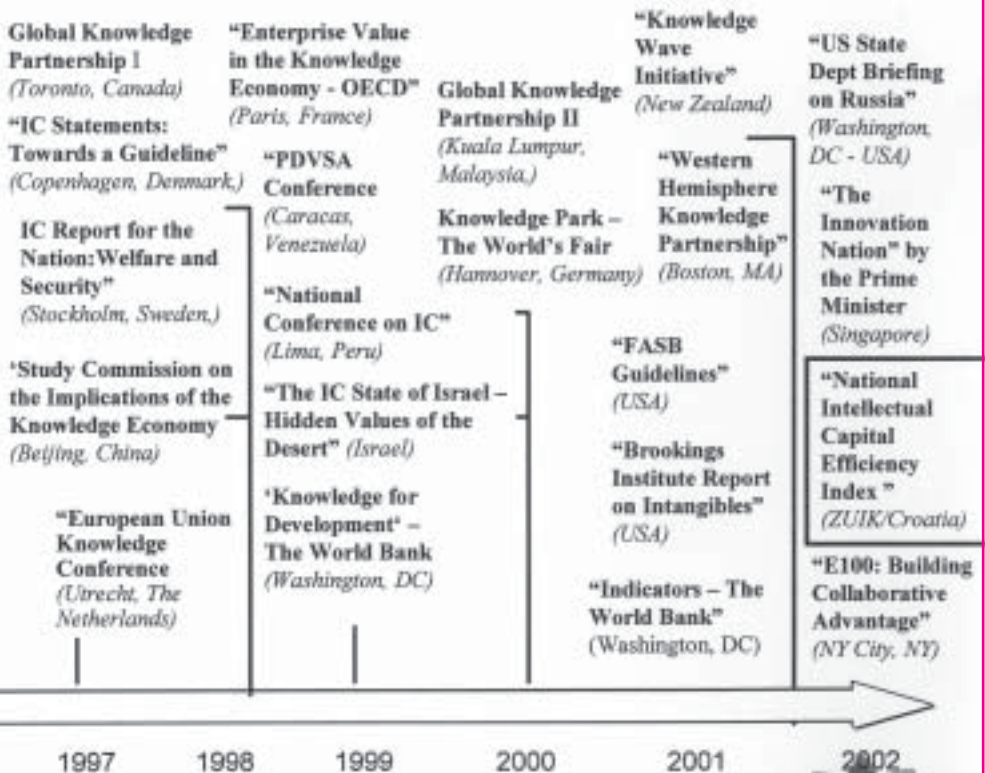 Global Knowledge
Partnership I
(Toronto, Canada)
“IC Statements:
Towards a Guideline”
(Copenhagen, Denmark,)
IC Report for the
Nation:Welfare and
Security”
(Stockholm, Sweden,)
‘Study Commission on
the Implications of the
Knowledge Economy
(Beijing, China)
“European Union
Knowledge
Conference
(Utrecht, The
Netherlands)
“Enterprise Value
in the Knowledge
Economy - OECD”
(Paris, France)
“PDVSA
Conference
(Caracas,
Venezuela)
“National
Conference on IC”
(Lima, Peru)
“The IC State of Israel –
Hidden Values of the
Desert” (Israel)
‘Knowledge for
Development‘ –
The World Bank
(Washington, DC)
Global Knowledge
Partnership II
(Kuala Lumpur,
Malaysia,)
Knowledge Park –
The World’s Fair
(Hannover, Germany)
“Knowledge
Wave
Initiative”
(New Zealand)
“Western
Hemisphere
Knowledge
Partnership”
(Boston, MA)
“FASB
Guidelines”
(USA)
“Brookings
Institute Report
on Intangibles”
(USA)
“Indicators – The
World Bank”
(Washington, DC)
“US State
Dept Briefing
on Russia”
(Washington,
DC - USA)
“The
Innovation
Nation” by
the Prime
Minister
(Singapore)
“National
Intellectual
Capital
Efficiency
Index ”
(ZUIK/Croatia)
“E100: Building
Collaborative
Advantage”
(NY City, NY)
1997 1998 1999 2000 2001 2002